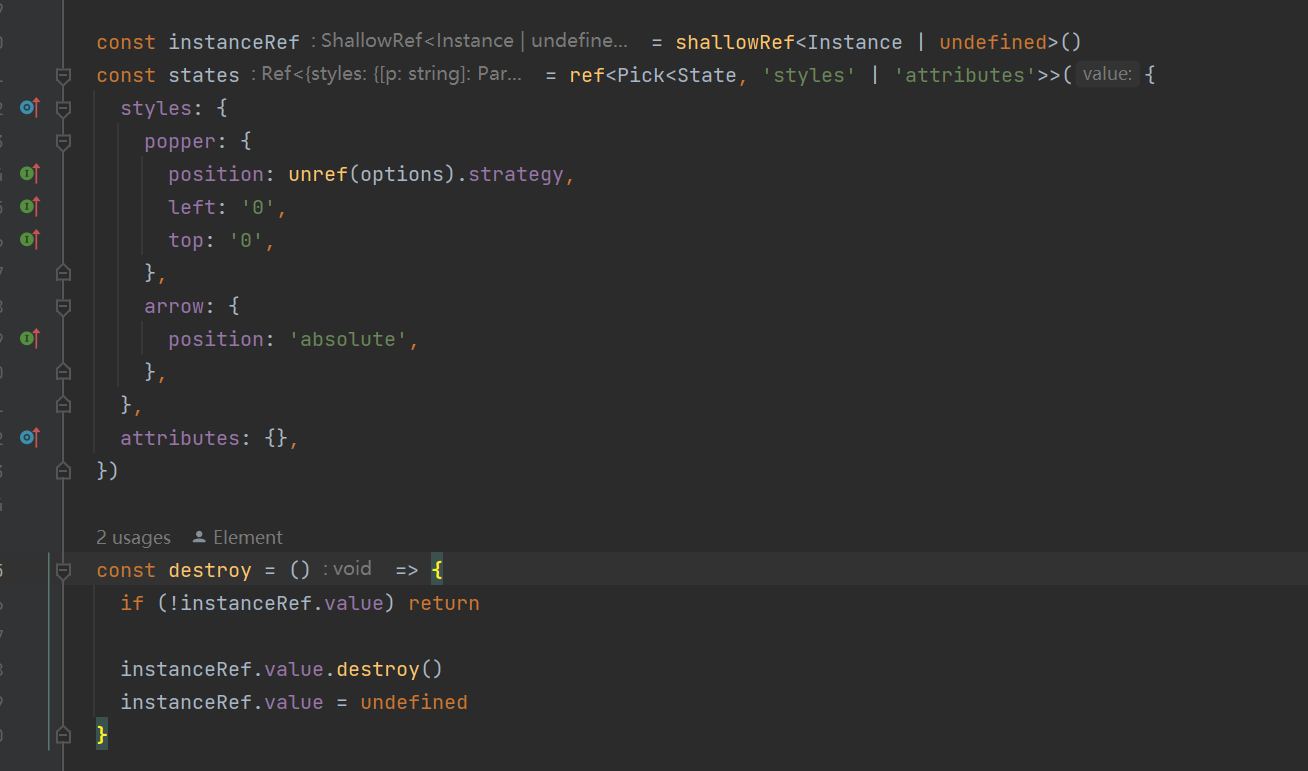 const instanceRef : ShallowRef<Instance | undefine... = shallowRef<Instance | undefined>()
const states : Ref<{styles: {[p: string]: Par... = ref<Pick<State, 'styles' | 'attributes'>>( value: {
styles: {
popper: {
position: unref(options).strategy,
left: '0',
top: '0',
},
arrow: {
position: 'absolute',
},
},
attributes: {},
})
2 usages Element
const destroy = () : void => {
if (!instanceRef.value) return
instanceRef.value.destroy()
instanceRef.value = undefined
}